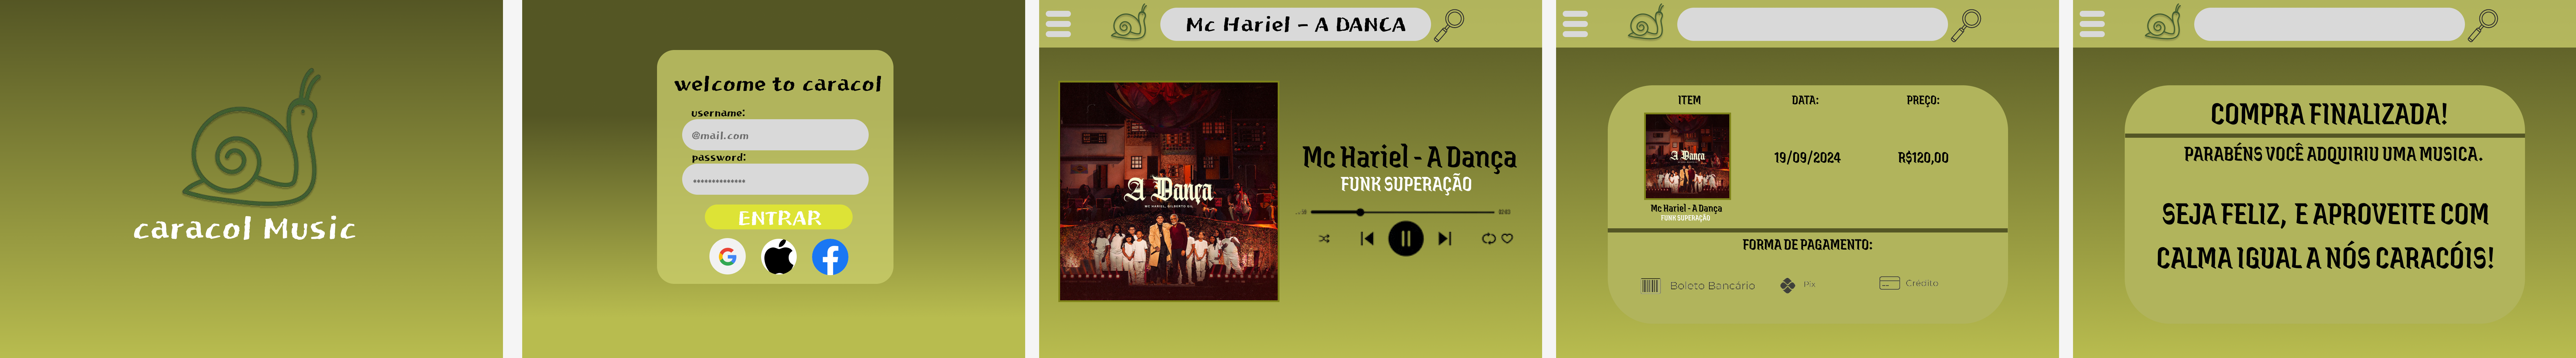 caracol Music
welcome to caracol
username:
@mail.com
password:
**************
ENTRAR
Mc Hariel - A DANCA
A Dança
MC HARIEL, GILBERTO GIL
Mc Hariel - A Dança
FUNK SUPERAÇÃO
ITEM DATA: PREÇO:
A Dança
19/09/2024 R$120,00
Mc Hariel - A Dança
FUNK SUPERAÇÃO
FORMA DE PAGAMENTO:
Boleto Bancário Pix Crédito
COMPRA FINALIZADA!
PARABÉNS VOCÊ ADQUIRIU UMA MUSICA.
SEJA FELIZ, E APROVEITE COM
CALMA IGUAL A NÓS CARACÓIS!